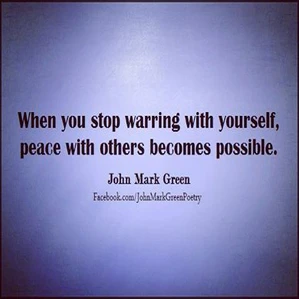 When you stop warring with yourself,
peace with others becomes possible.
John Mark Green
Facebook.com/JohnMarkGreenPoetry